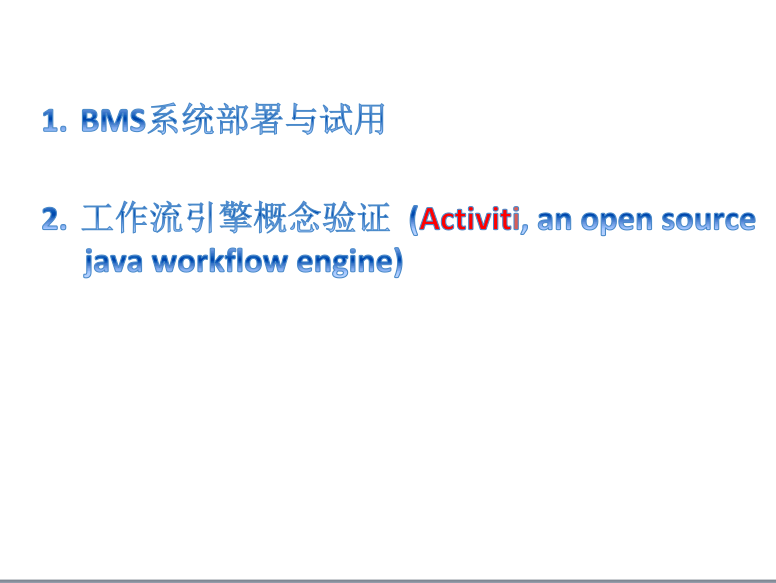 1. BMS系统部署与试用
2. 工作流引擎概念验证 (Activiti, an open source
java workflow engine)